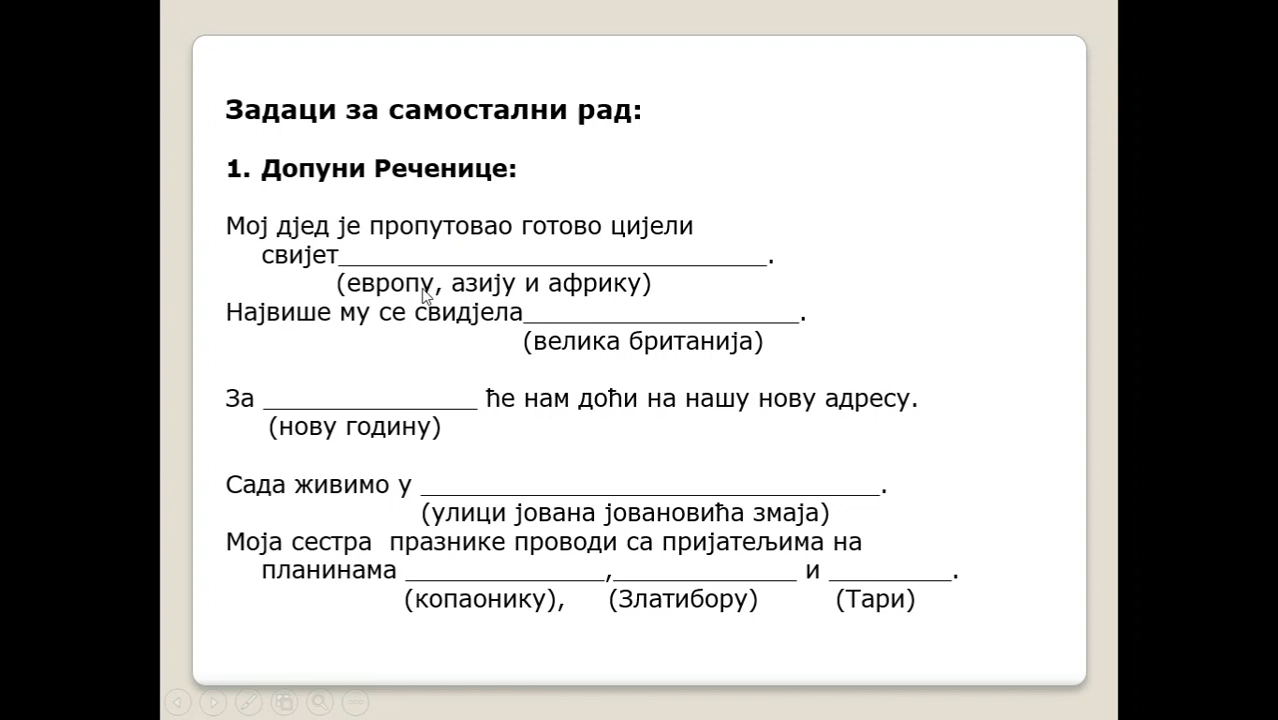 Задаци за самостални рад:
1. Допуни Реченице:
Мој дјед је пропутовао готово цијели
свијет________________________________.
(европу, азију и африку)
Највише му се свидјела____________________.
(велика британија)
За ________________ ће нам доћи на нашу нову адресу.
(нову годину)
Сада живимо у __________________________________.
(улици јована јовановића змаја)
Моја сестра празнике проводи са пријатељима на
планинама _______________,______________ и _________.
(копаонику), (Златибору) (Тари)